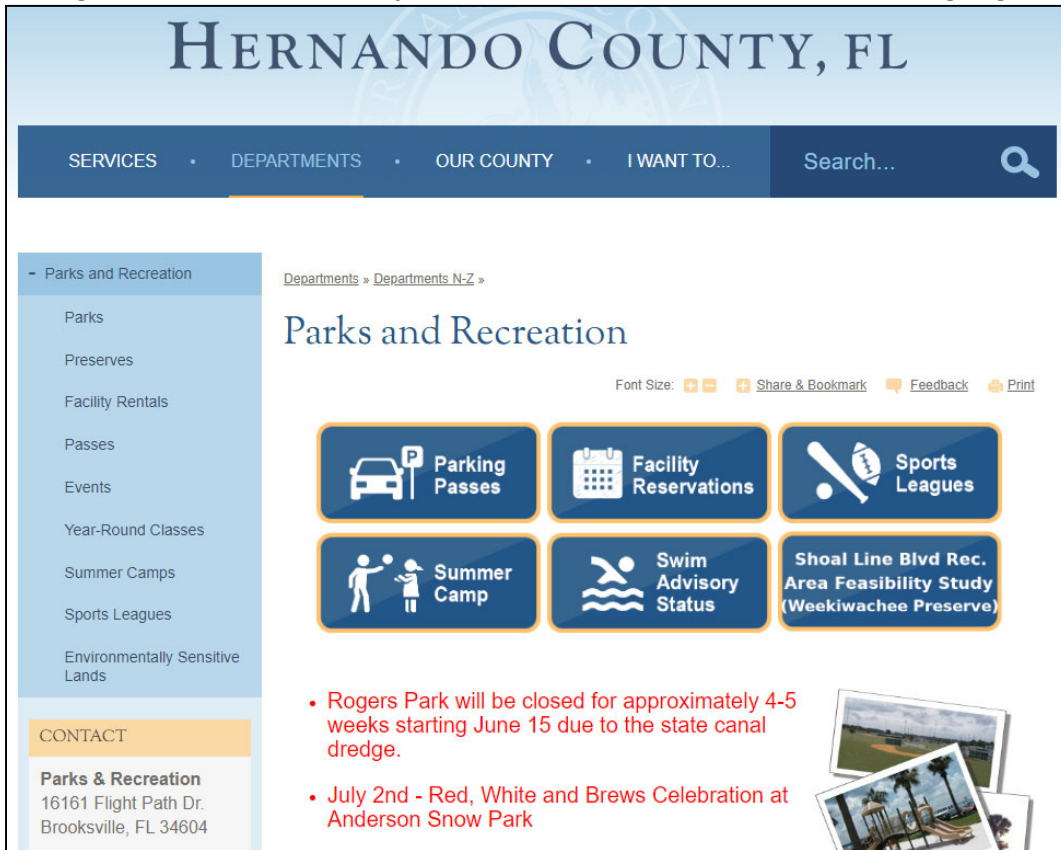 HERNANDO COUNTY, FL
SERVICES · DEPARTMENTS · OUR COUNTY · I WANT TO... Search...
- Parks and Recreation
Parks
Preserves
Facility Rentals
Passes
Events
Year-Round Classes
Summer Camps
Sports Leagues
Environmentally Sensitive
Lands
CONTACT
Parks & Recreation
16161 Flight Path Dr.
Brooksville, FL 34604
Departments » Departments N-Z »
Parks and Recreation
Font Size: + - + Share & Bookmark Feedback Print
P
Parking
Passes
Facility
Reservations
Sports
Leagues
Summer
Camp
Swim
Advisory
Status
Shoal Line Blvd Rec.
Area Feasibility Study
(Weekiwachee Preserve)
• Rogers Park will be closed for approximately 4-5
weeks starting June 15 due to the state canal
dredge.
• July 2nd - Red, White and Brews Celebration at
Anderson Snow Park